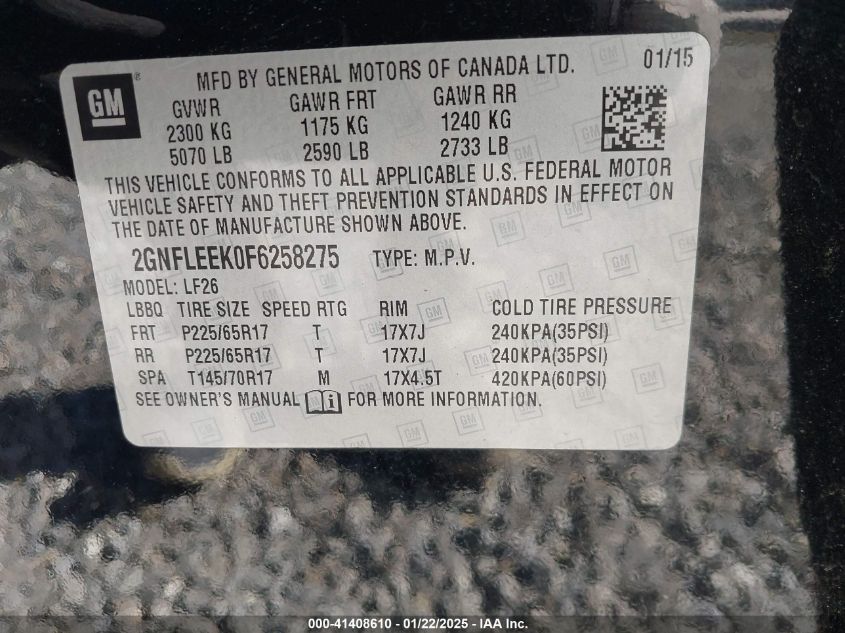 GM ®
MFD BY GENERAL MOTORS OF CANADA LTD. 01/15
GVWR GAWR FRT GAWR RR
2300 KG 1175 KG 1240 KG
5070 LB 2590 LB 2733 LB
THIS VEHICLE CONFORMS TO ALL APPLICABLE U.S. FEDERAL MOTOR
VEHICLE SAFETY AND THEFT PREVENTION STANDARDS IN EFFECT ON
THE DATE OF MANUFACTURE SHOWN ABOVE.
2GNFLEEK0F6258275 TYPE: M.P.V.
MODEL: LF26
LBBQ TIRE SIZE SPEED RTG RIM COLD TIRE PRESSURE
FRT P225/65R17 T 17X7J 240KPA(35PSI)
RR P225/65R17 T 17X7J 240KPA(35PSI)
SPA T145/70R17 M 17X4.5T 420KPA(60PSI)
SEE OWNER'S MANUAL FOR MORE INFORMATION.
000-41408610 - 01/22/2025 - IAA Inc.